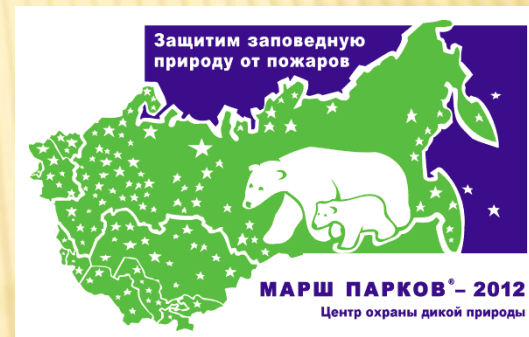 Защитим заповедную
природу от пожаров
МАРШ ПАРКОВ®– 2012
Центр охраны дикой природы